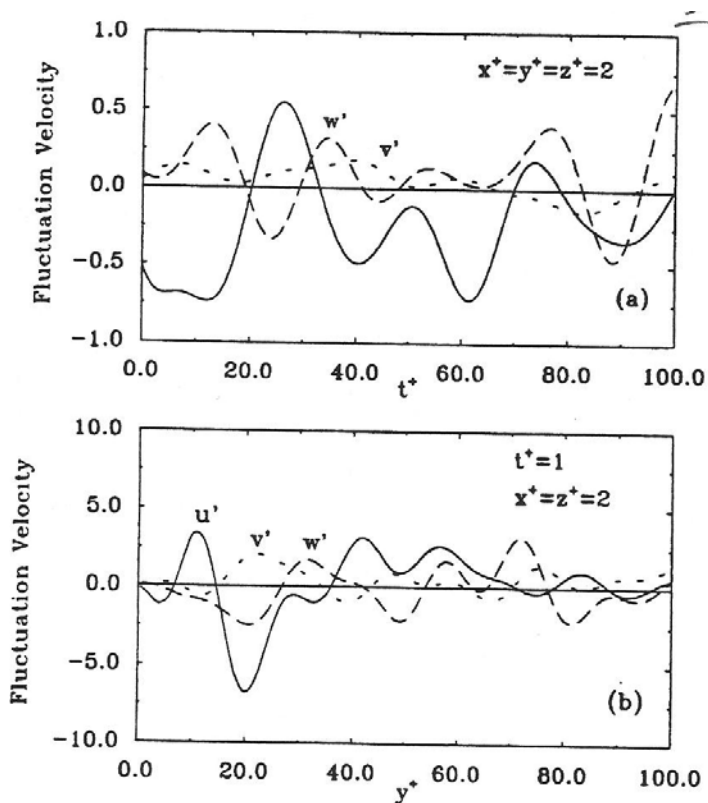 1.0
x⁺=y⁺=z⁺=2
0.5
w'
v'
0.0
-0.5
(a)
-1.0
0.0 20.0 40.0 60.0 80.0 100.0
t⁺
Fluctuation Velocity
10.0
t⁺=1
5.0
x⁺=z⁺=2
u'
v' w'
0.0
-5.0
(b)
-10.0
0.0 20.0 40.0 60.0 80.0 100.0
y⁺
Fluctuation Velocity